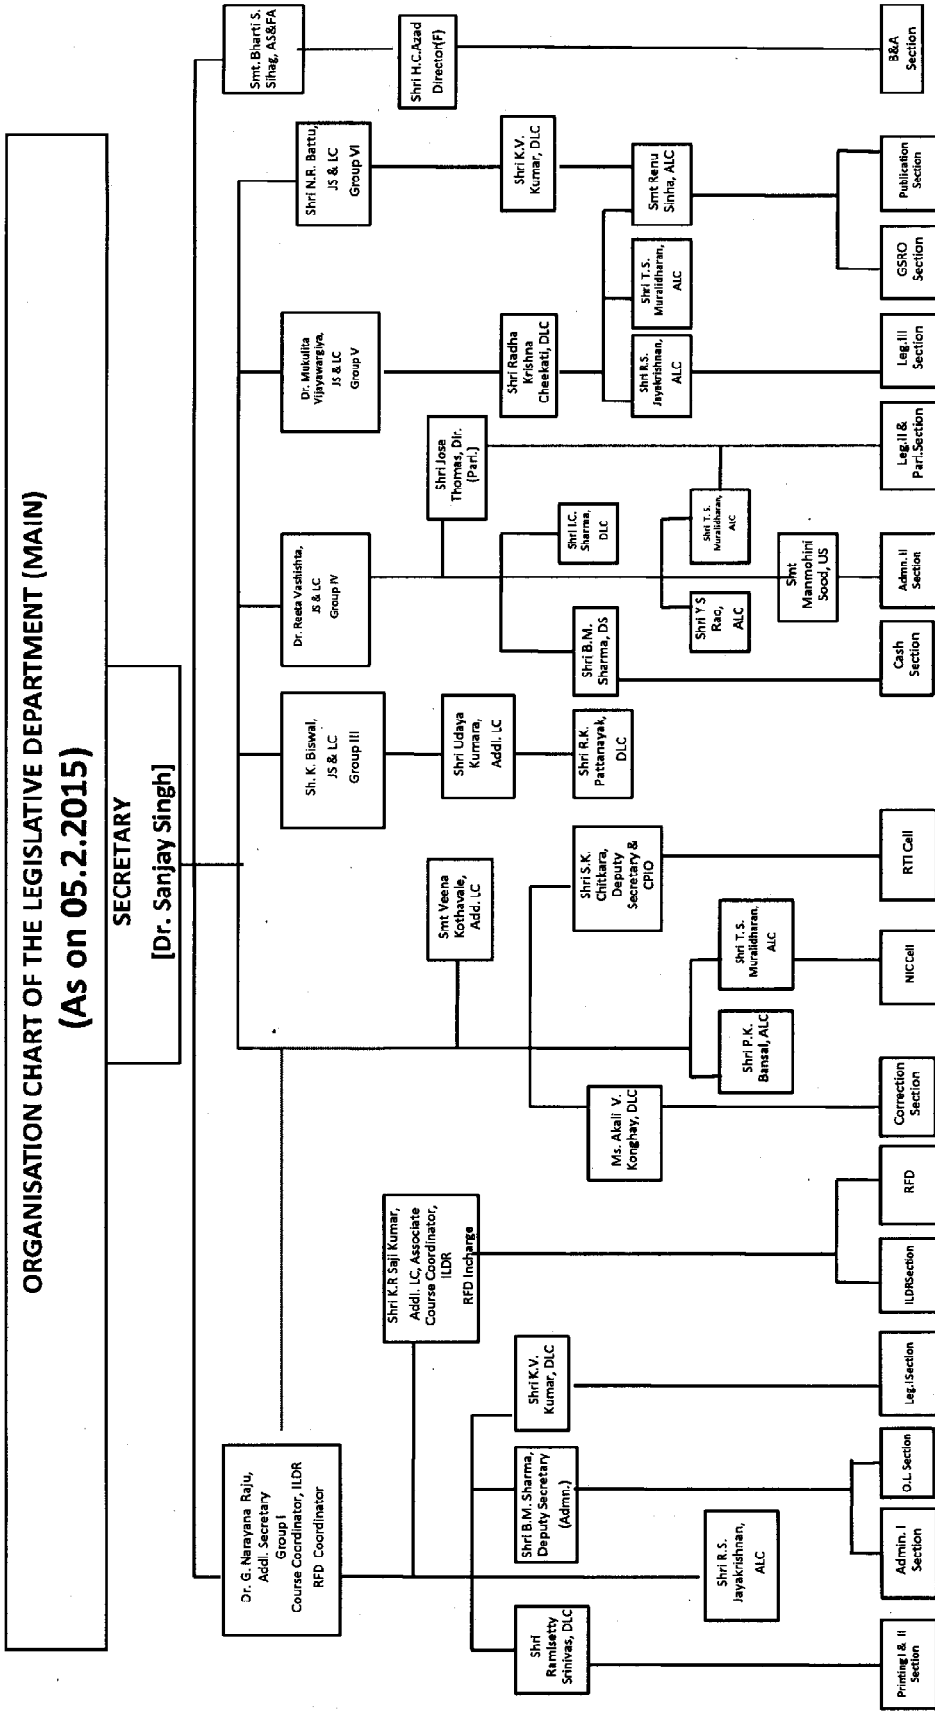 ORGANISATION CHART OF THE LEGISLATIVE DEPARTMENT (MAIN)
(As on 05.2.2015)
SECRETARY
[Dr. Sanjay Singh]
Dr. G. Narayana Raju,
Addl. Secretary
Group I
Course Coordinator, ILDR
RFD Coordinator
Sh. K. Biswal,
JS & LC
Group III
Dr. Reeta Vashishta,
JS & LC
Group IV
Dr. Mukulita
Vijayawargiya,
JS & LC
Group V
Shri N.R. Battu,
JS & LC
Group VI
Smt. Bharti S.
Sihag, AS&FA
Shri K.R Saji Kumar,
Addl. LC, Associate
Course Coordinator,
ILDR
RFD Incharge
Smt Veena
Kothavale,
Add. LC
Shri Udaya
Kumara,
Addl. LC
Shri Jose
Thomas, Dir.
(Parl.)
Shri H.C.Azad
Director(F)
Shri
Ramisetty
Srinivas, DLC
Shri B.M. Sharma,
Deputy Secretary
(Admn.)
Shri K.V.
Kumar, DLC
Ms. Akali V.
Konghay, DLC
Shri S.K.
Chitkara,
Deputy
Secretary &
CPIO
Shri R.K.
Pattanayak,
DLC
Shri B.M.
Sharma, DS
Shri I.C.
Sharma,
DLC
Shri Radha
Krishna
Cheekati, DLC
Shri K.V.
Kumar, DLC
Shri R.S.
Jayakrishnan,
ALC
Shri P.K.
Bansal, ALC
Shri T.S.
Muralidharan,
ALC
Shri Y S
Rao,
ALC
Shri T. S.
Muralidharan,
ALC
Smt
Manmohini
Sood, US
Shri R.S.
Jayakrishnan,
ALC
Shri T.S.
Muralidharan,
ALC
Smt Renu
Sinha, ALC
Printing I & II
Section
Admin. I
Section
O.L. Section
Leg.I Section
ILDRSection
RFD
Correction
Section
NICCell
RTI Cell
Cash
Section
Admn.II
Section
Leg.II &
Parl.Section
Leg.III
Section
GSRO
Section
Publication
Section
B&A
Section